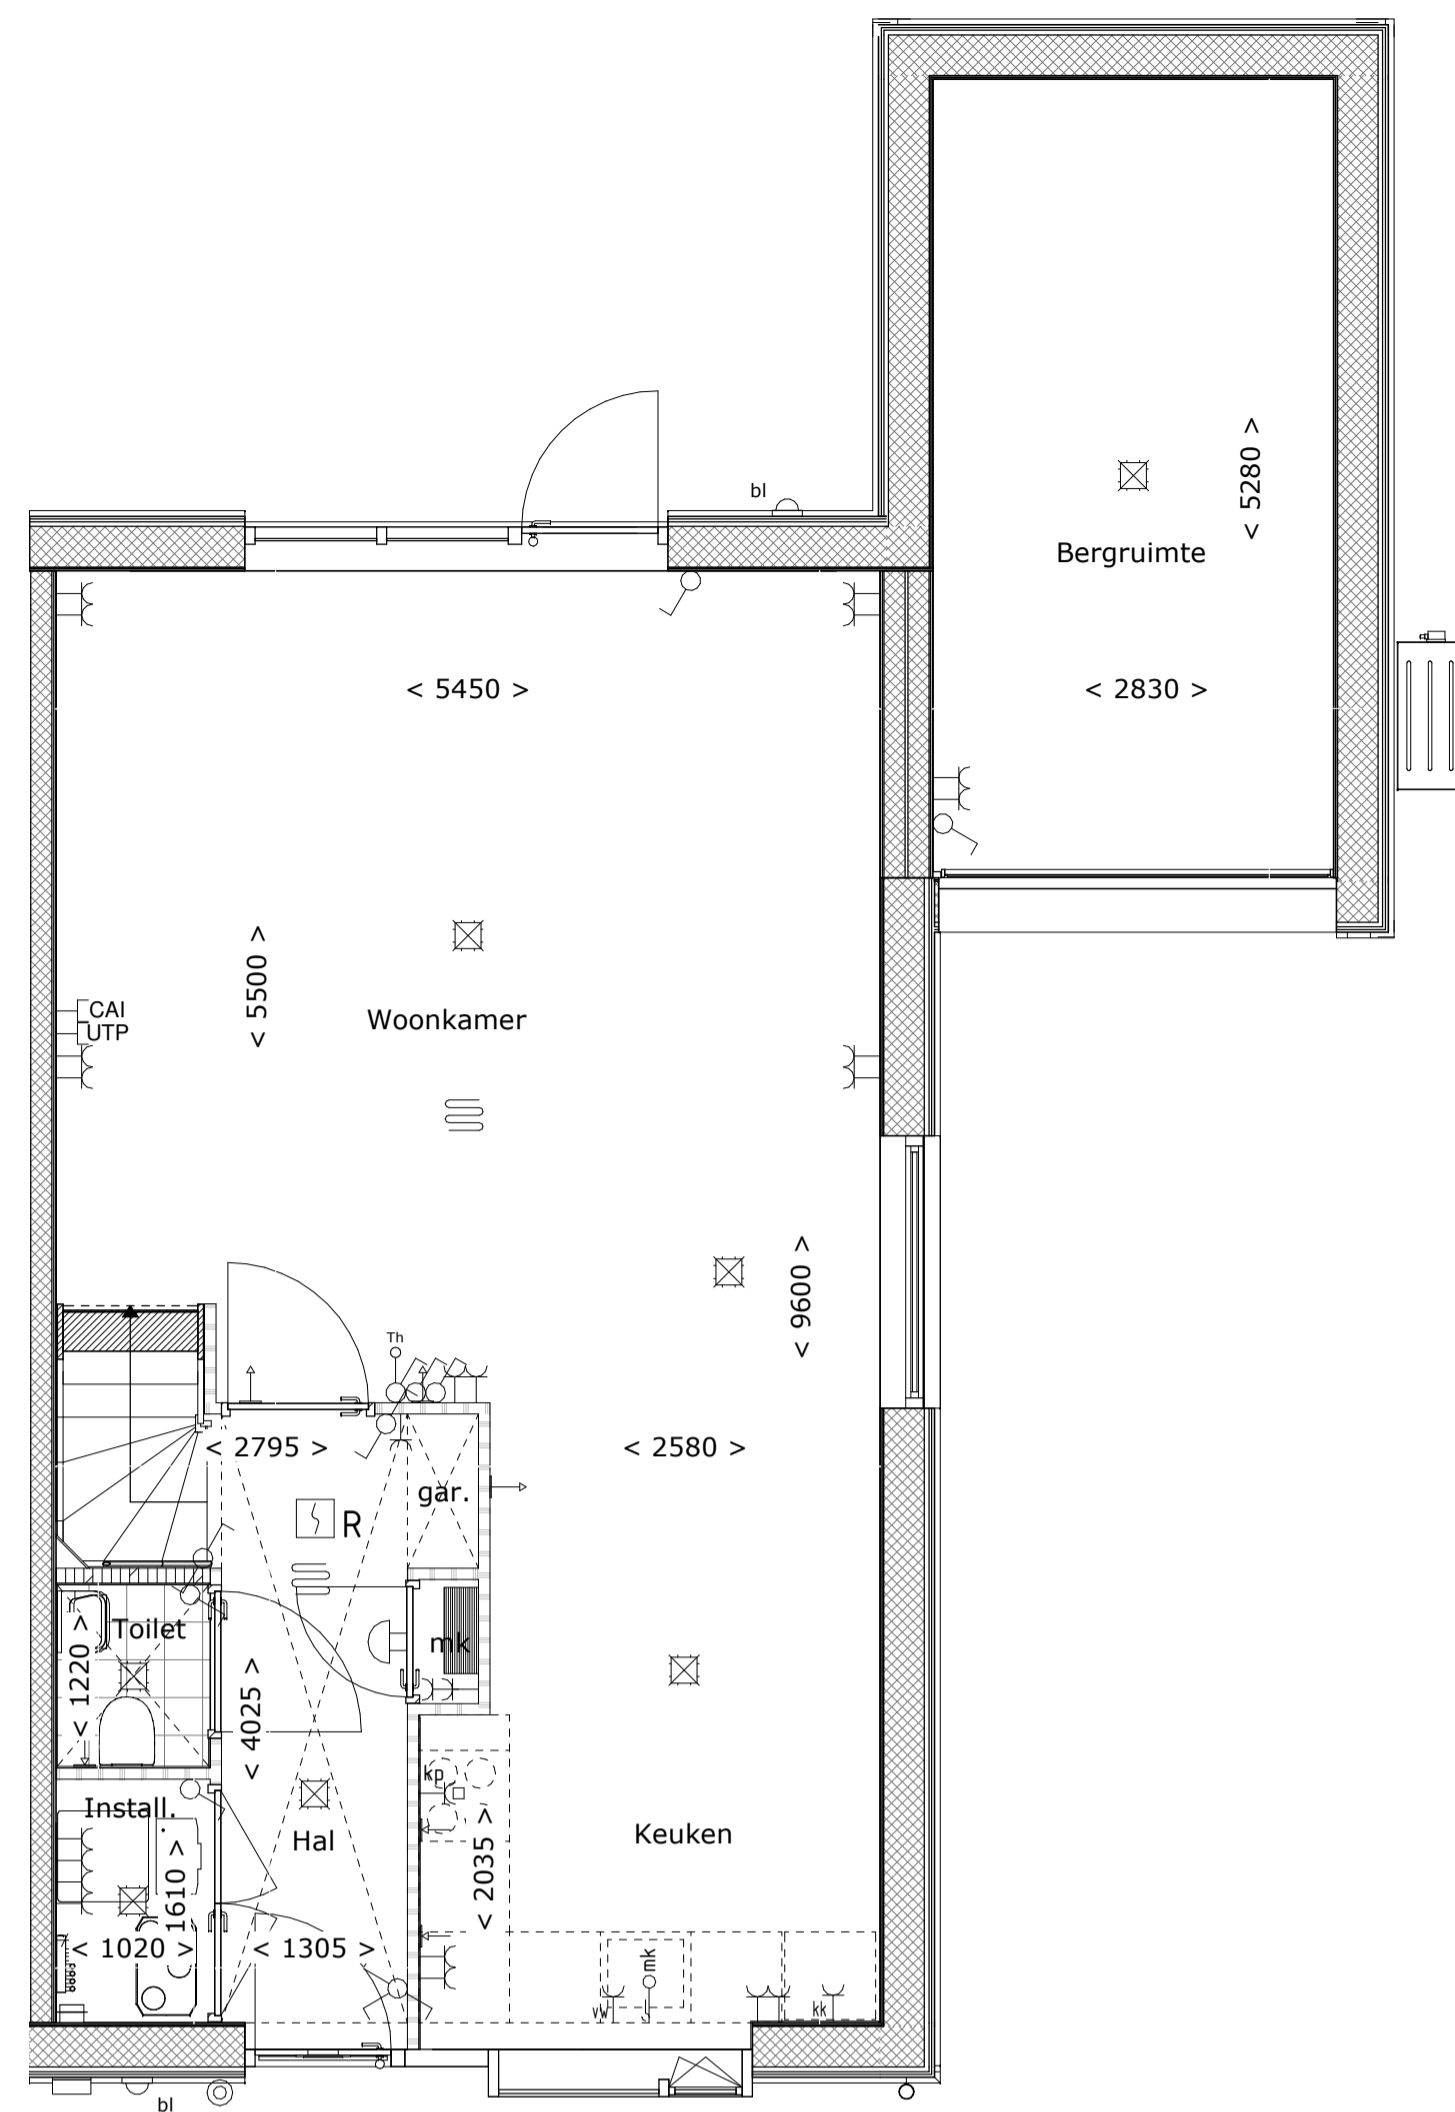 bl
< 5280 >
Bergruimte
< 5450 >
< 2830 >
< 5500 >
CAI
UTP
Woonkamer
< 9600 >
Th
< 2795 >
< 2580 >
gar.
R
Toilet
mk
< 1220 >
< 4025 >
kp
Install.
Hal
Keuken
< 2035 >
1610 >
< 1020 >
< 1305 >
mk
vw
kk
bl